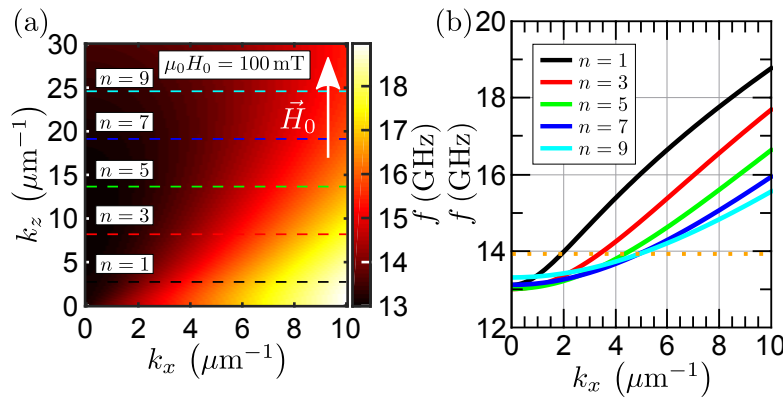 (a)
30
25
20
15
10
5
0
k_z (μm⁻¹)
μ₀H₀ = 100 mT
n = 9
n = 7
n = 5
n = 3
n = 1
H⃗₀
0 2 4 6 8 10
k_x (μm⁻¹)
18
17
16
15
14
13
f (GHz)
(b)
f (GHz)
20
18
16
14
12
n = 1
n = 3
n = 5
n = 7
n = 9
0 2 4 6 8 10
k_x (μm⁻¹)